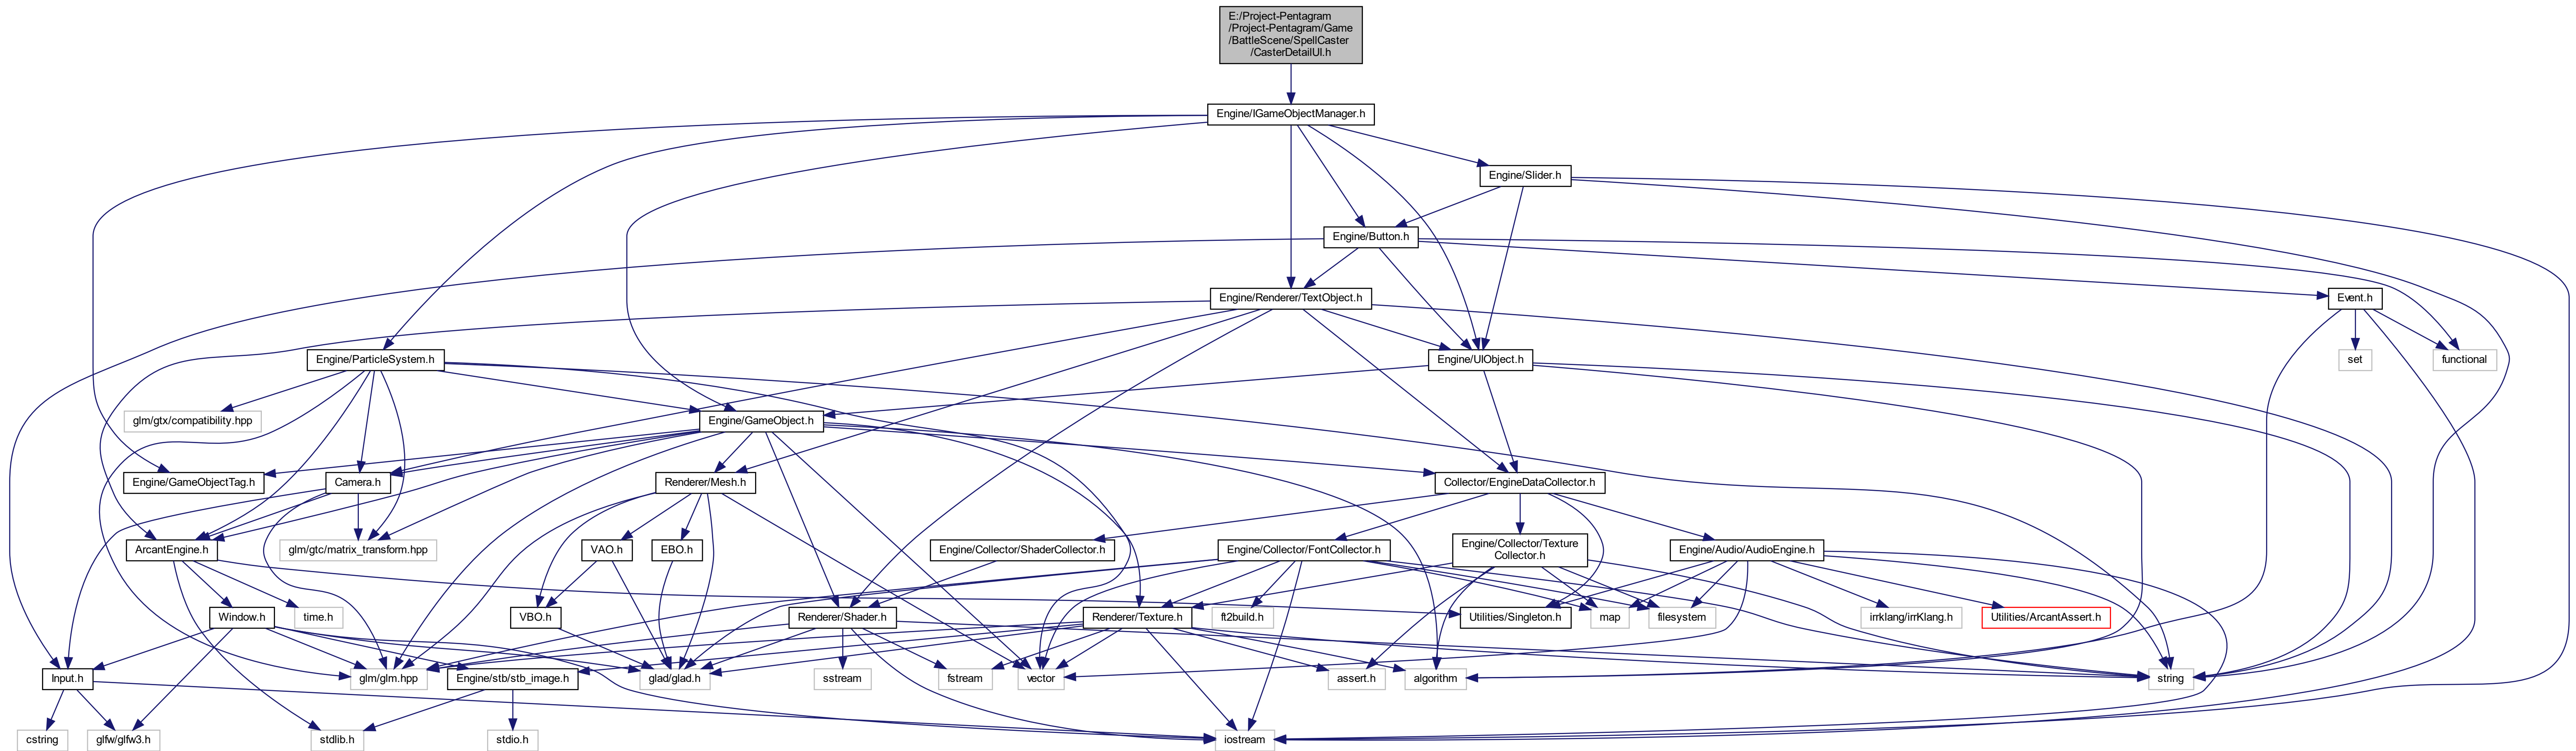 E:/Project-Pentagram
/Project-Pentagram/Game
/BattleScene/SpellCaster
/CasterDetailUI.h
Engine/IGameObjectManager.h
Engine/Slider.h
Engine/Button.h
Engine/Renderer/TextObject.h
Event.h
Engine/ParticleSystem.h
Engine/UIObject.h
set
functional
glm/gtx/compatibility.hpp
Engine/GameObject.h
Engine/GameObjectTag.h
Camera.h
Renderer/Mesh.h
Collector/EngineDataCollector.h
ArcantEngine.h
glm/gtc/matrix_transform.hpp
VAO.h
EBO.h
Engine/Collector/ShaderCollector.h
Engine/Collector/FontCollector.h
Engine/Collector/Texture
Collector.h
Engine/Audio/AudioEngine.h
Window.h
time.h
VBO.h
Renderer/Shader.h
Renderer/Texture.h
ft2build.h
Utilities/Singleton.h
map
filesystem
irrklang/irrKlang.h
Utilities/ArcantAssert.h
Input.h
glm/glm.hpp
Engine/stb/stb_image.h
glad/glad.h
sstream
fstream
vector
assert.h
algorithm
string
cstring
glfw/glfw3.h
stdlib.h
stdio.h
iostream